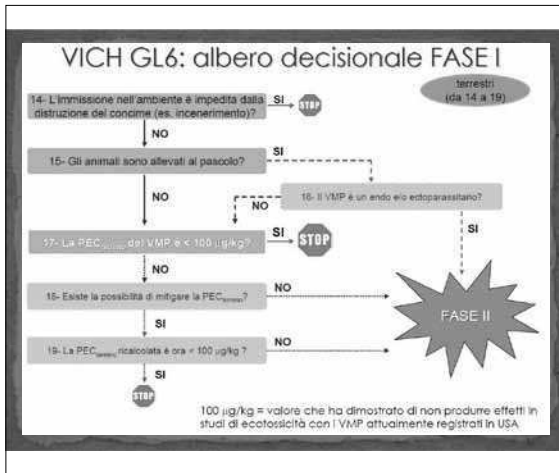 VICH GL6: albero decisionale FASE I
terrestri
(da 14 a 19)
14- L'immissione nell'ambiente è impedita dalla
distruzione del concime (es. incenerimento)?
SI
STOP
NO
15- Gli animali sono allevati al pascolo?
SI
NO
NO
16- Il VMP è un endo e/o ectoparassitario?
SI
17- La PEC del VMP è < 100 µg/kg?
SI
STOP
NO
18- Esiste la possibilità di mitigare la PEC terreno?
NO
FASE II
SI
19- La PEC terreno ricalcolata è ora < 100 µg/kg ?
NO
SI
STOP
100 µg/kg = valore che ha dimostrato di non produrre effetti in
studi di ecotossicità con i VMP attualmente registrati in USA